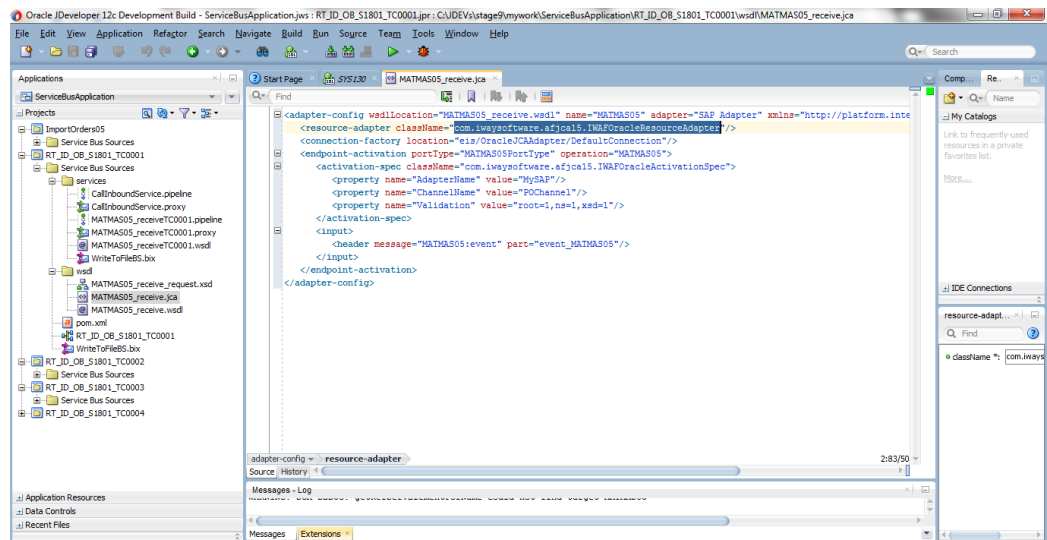 Oracle JDeveloper 12c Development Build - ServiceBusApplication.jws : RT_ID_OB_S1801_TC0001.jpr : C:\JDEVs\stage9\mywork\ServiceBusApplication\RT_ID_OB_S1801_TC0001\wsdl\MATMAS05_receive.jca
File Edit View Application Refactor Search Navigate Build Run Source Team Tools Window Help
Search
Applications
ServiceBusApplication
Projects
ImportOrders05
Service Bus Sources
RT_ID_OB_S1801_TC0001
Service Bus Sources
services
CallInboundService.pipeline
CallInboundService.proxy
MATMAS05_receiveTC0001.pipeline
MATMAS05_receiveTC0001.proxy
MATMAS05_receiveTC0001.wsdl
WriteToFileBS.bix
wsdl
MATMAS05_receive_request.xsd
MATMAS05_receive.jca
MATMAS05_receive.wsdl
pom.xml
RT_ID_OB_S1801_TC0001
WriteToFileBS.bix
RT_ID_OB_S1801_TC0002
Service Bus Sources
RT_ID_OB_S1801_TC0003
Service Bus Sources
RT_ID_OB_S1801_TC0004
Application Resources
Data Controls
Recent Files
Start Page SYS130 MATMAS05_receive.jca
Find
<adapter-config wsdlLocation="MATMAS05_receive.wsdl" name="MATMAS05" adapter="SAP Adapter" xmlns="http://platform.inte
<resource-adapter className="com.iwaysoftware.afjca15.IWAFOracleResourceAdapter"/>
<connection-factory location="eis/OracleJCAAdapter/DefaultConnection"/>
<endpoint-activation portType="MATMAS05PortType" operation="MATMAS05">
<activation-spec className="com.iwaysoftware.afjca15.IWAFOracleActivationSpec">
<property name="AdapterName" value="MySAP"/>
<property name="ChannelName" value="POChannel"/>
<property name="Validation" value="root=1,ns=1,xsd=1"/>
</activation-spec>
<input>
<header message="MATMAS05:event" part="event_MATMAS05"/>
</input>
</endpoint-activation>
</adapter-config>
adapter-config resource-adapter 2:83/50
Source History
Messages - Log
Messages Extensions
Comp... Re..
Name
My Catalogs
Link to frequently-used
resources in a private
favorites list.
More...
IDE Connections
resource-adapt...
Find
className *: com.iways